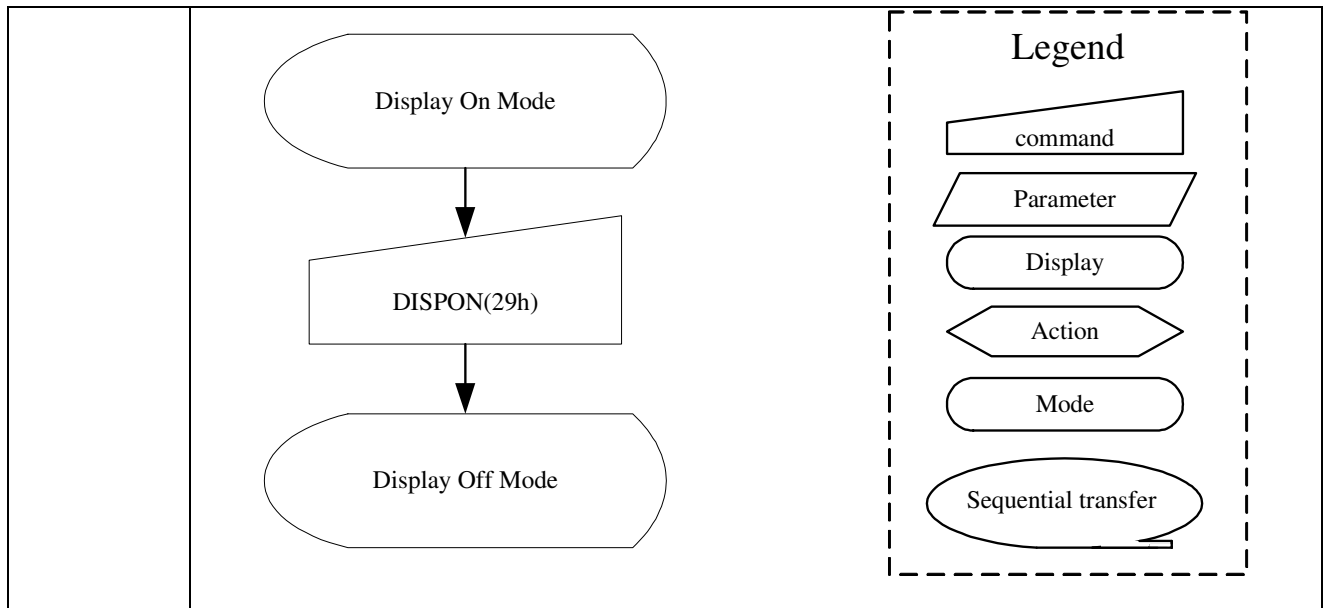 Display On Mode
DISPON(29h)
Display Off Mode
Legend
command
Parameter
Display
Action
Mode
Sequential transfer